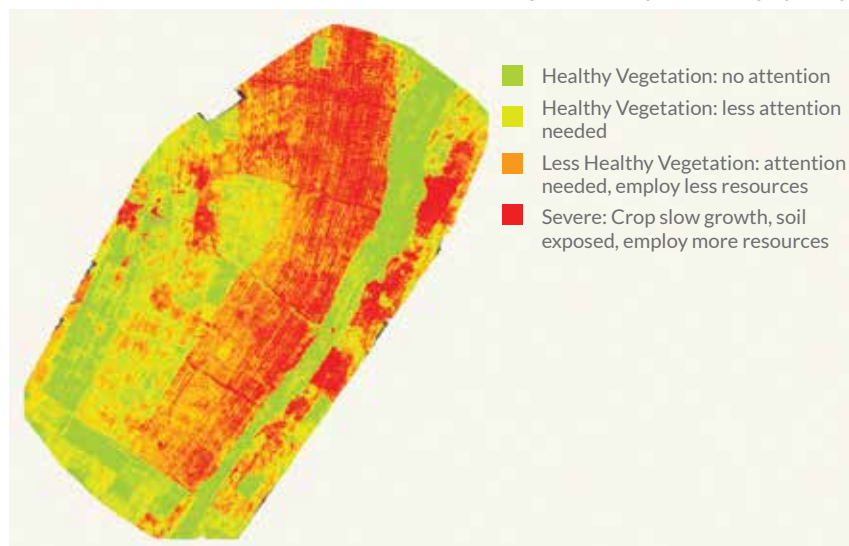 Healthy Vegetation: no attention
Healthy Vegetation: less attention
needed
Less Healthy Vegetation: attention
needed, employ less resources
Severe: Crop slow growth, soil
exposed, employ more resources